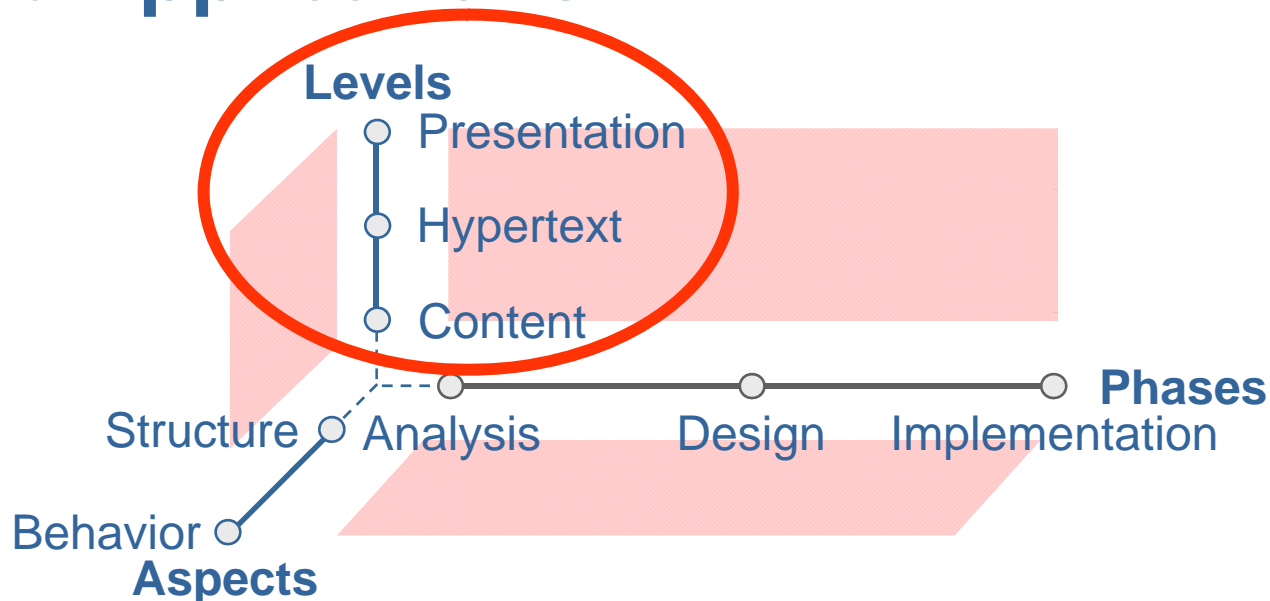 Levels
Presentation
Hypertext
Content
Phases
Structure
Analysis
Design
Implementation
Behavior
Aspects